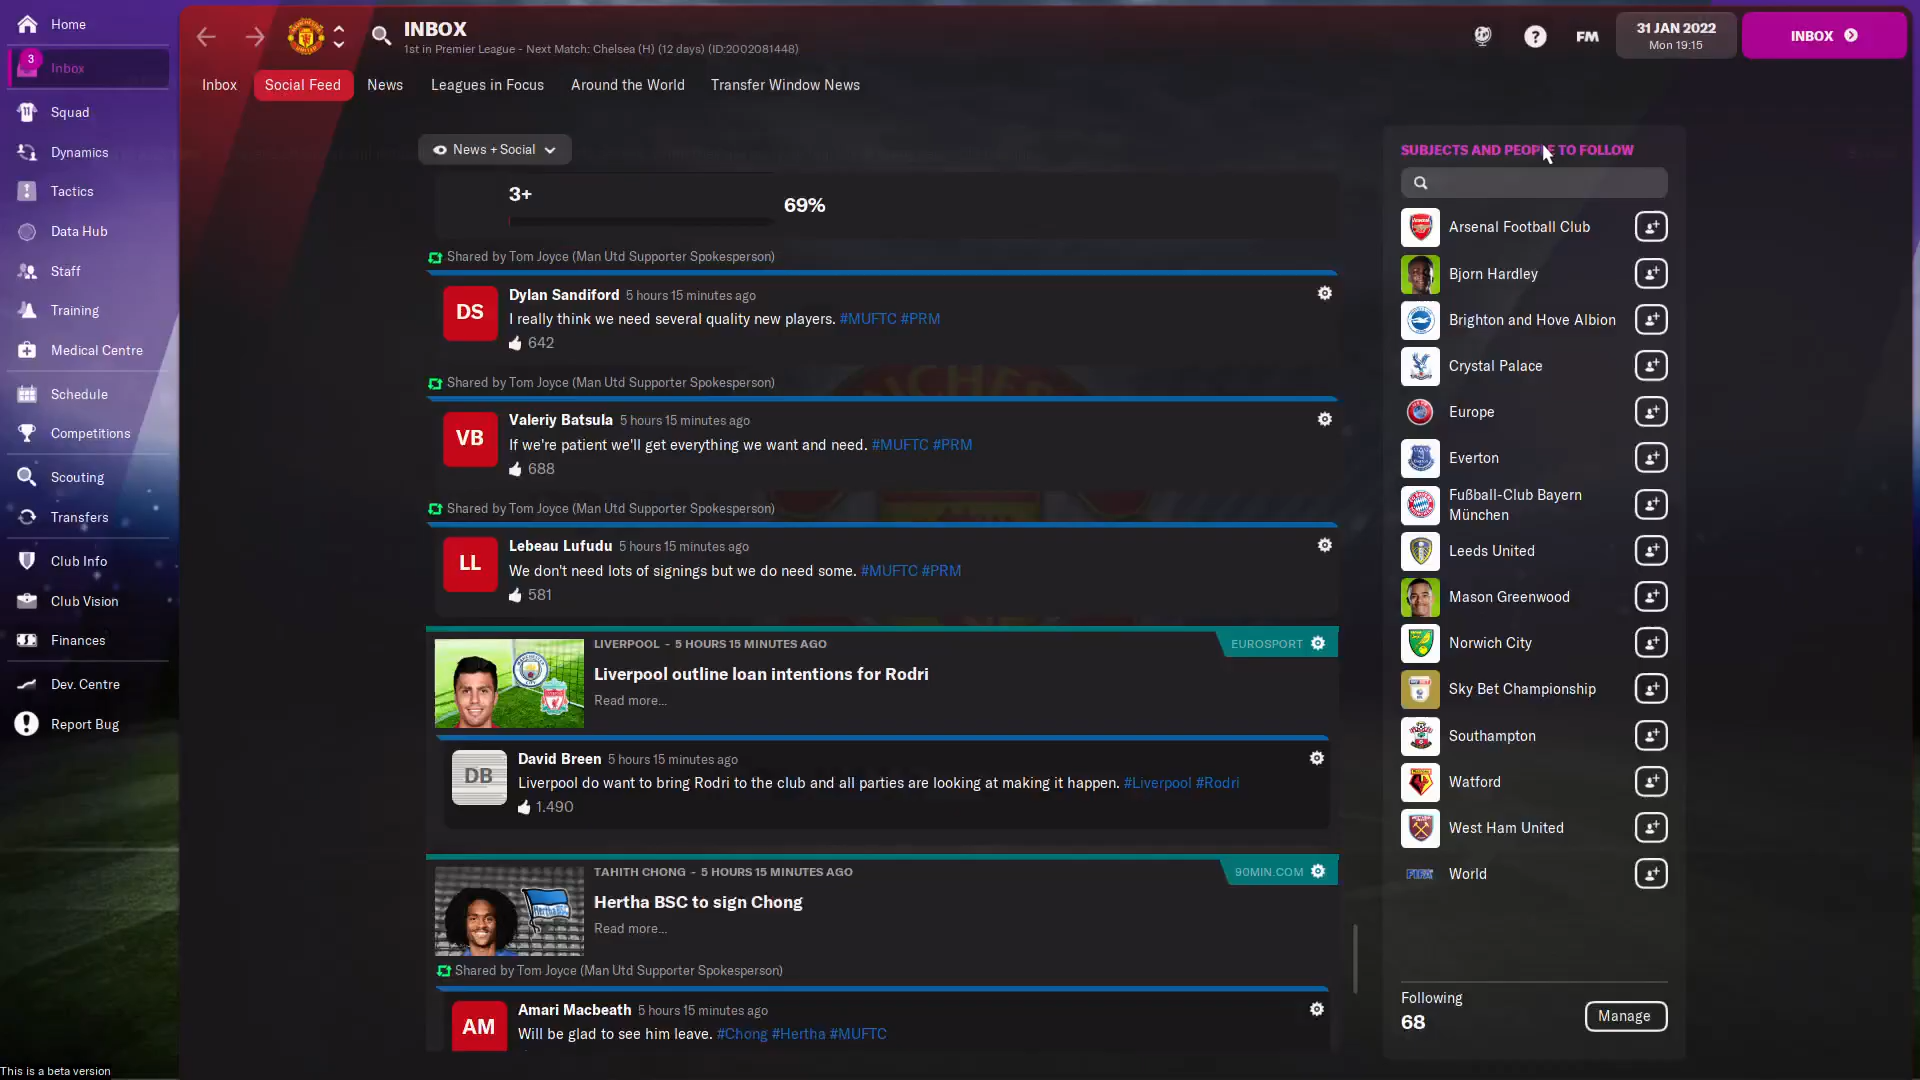 Home
INBOX
1st in Premier League - Next Match: Chelsea (H) (12 days) (ID:2002081448)
FM
31 JAN 2022
Mon 19:15
INBOX
3
Inbox
Squad
Dynamics
Tactics
Data Hub
Staff
Training
Medical Centre
Schedule
Competitions
Scouting
Transfers
Club Info
Club Vision
Finances
Dev. Centre
Report Bug
This is a beta version
Inbox
Social Feed
News
Leagues in Focus
Around the World
Transfer Window News
News + Social
3+
69%
Shared by Tom Joyce (Man Utd Supporter Spokesperson)
DS
Dylan Sandiford 5 hours 15 minutes ago
I really think we need several quality new players. #MUFTC #PRM
642
Shared by Tom Joyce (Man Utd Supporter Spokesperson)
VB
Valeriy Batsula 5 hours 15 minutes ago
If we're patient we'll get everything we want and need. #MUFTC #PRM
688
Shared by Tom Joyce (Man Utd Supporter Spokesperson)
LL
Lebeau Lufudu 5 hours 15 minutes ago
We don't need lots of signings but we do need some. #MUFTC #PRM
581
LIVERPOOL - 5 HOURS 15 MINUTES AGO
EUROSPORT
Liverpool outline loan intentions for Rodri
Read more...
DB
David Breen 5 hours 15 minutes ago
Liverpool do want to bring Rodri to the club and all parties are looking at making it happen. #Liverpool #Rodri
1.490
TAHITH CHONG - 5 HOURS 15 MINUTES AGO
90MIN.COM
Hertha BSC to sign Chong
Read more...
Shared by Tom Joyce (Man Utd Supporter Spokesperson)
AM
Amari Macbeath 5 hours 15 minutes ago
Will be glad to see him leave. #Chong #Hertha #MUFTC
SUBJECTS AND PEOPLE TO FOLLOW
Arsenal Football Club
Bjorn Hardley
Brighton and Hove Albion
Crystal Palace
Europe
Everton
Fußball-Club Bayern
München
Leeds United
Mason Greenwood
Norwich City
Sky Bet Championship
Southampton
Watford
West Ham United
FIFA
World
Following
68
Manage